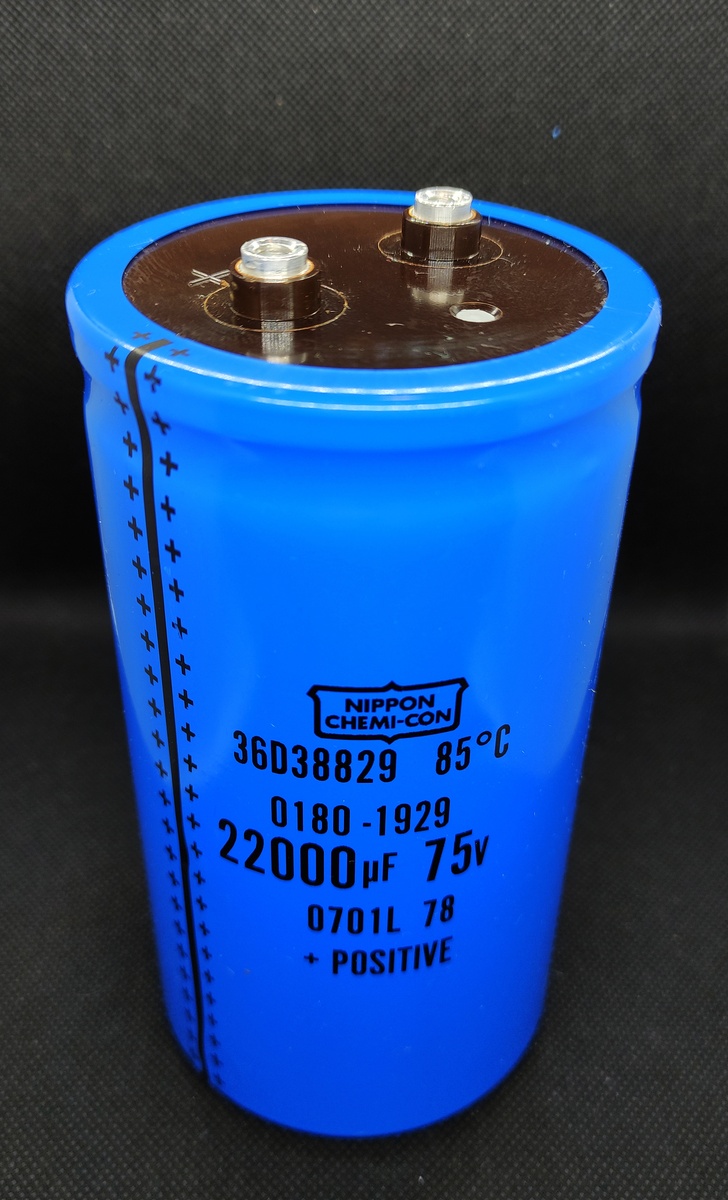 NIPPON
CHEMI-CON
36D38829 85°C
0180-1929
22000µF 75V
0701L 78
+ POSITIVE